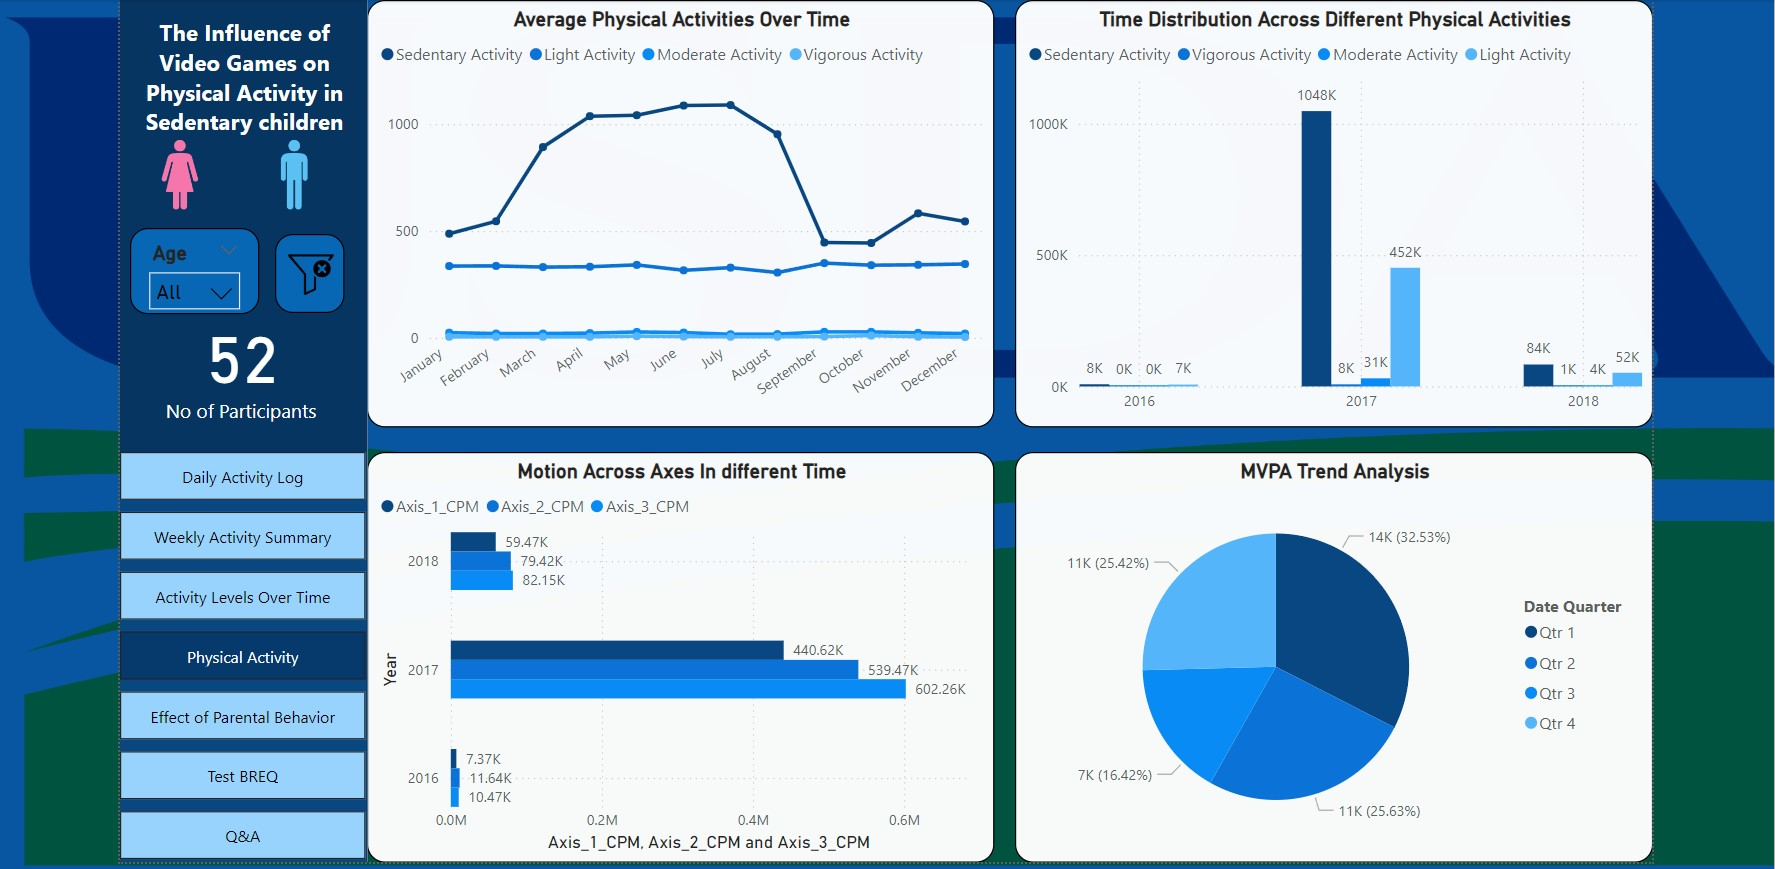 The Influence of
Video Games on
Physical Activity in
Sedentary children
Age
All
52
No of Participants
Daily Activity Log
Weekly Activity Summary
Activity Levels Over Time
Physical Activity
Effect of Parental Behavior
Test BREQ
Q&A
Average Physical Activities Over Time
Sedentary Activity Light Activity Moderate Activity Vigorous Activity
1000
500
0
January February March April May June July August September October November December
Time Distribution Across Different Physical Activities
Sedentary Activity Vigorous Activity Moderate Activity Light Activity
1000K
500K
0K
8K 0K 0K 7K
1048K 8K 31K 452K
84K 1K 4K 52K
2016 2017 2018
Motion Across Axes In different Time
Axis_1_CPM Axis_2_CPM Axis_3_CPM
Year
2018
59.47K
79.42K
82.15K
2017
440.62K
539.47K
602.26K
2016
7.37K
11.64K
10.47K
0.0M 0.2M 0.4M 0.6M
Axis_1_CPM, Axis_2_CPM and Axis_3_CPM
MVPA Trend Analysis
14K (32.53%)
11K (25.42%)
7K (16.42%)
11K (25.63%)
Date Quarter
Qtr 1
Qtr 2
Qtr 3
Qtr 4